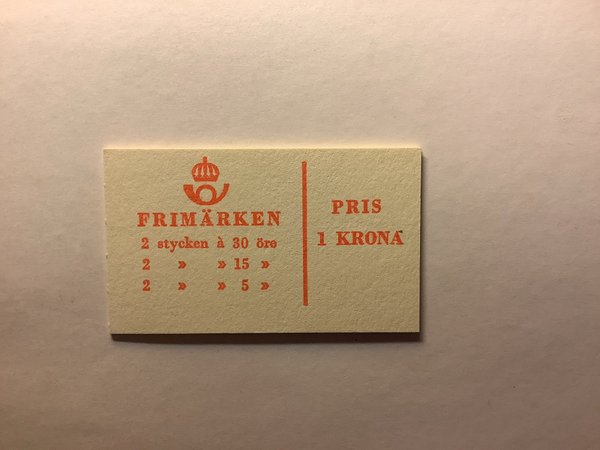 FRIMÄRKEN
2 stycken à 30 öre
2 » » 15 »
2 » » 5 »
PRIS
1 KRONA